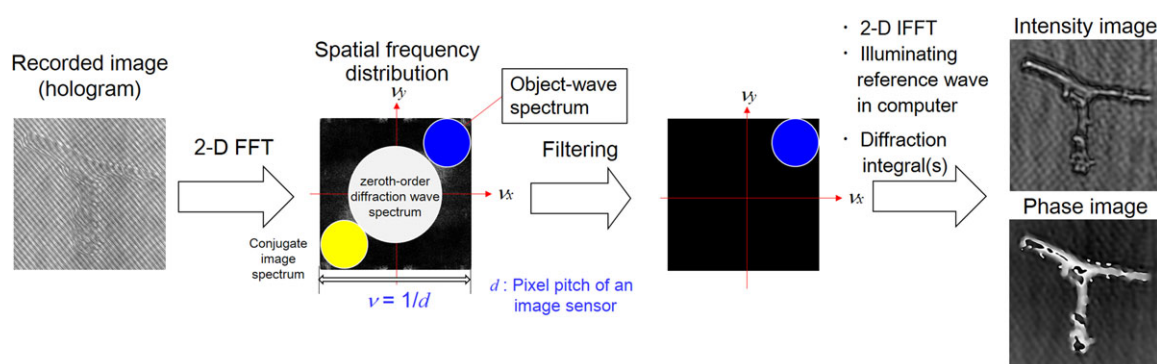 Recorded image
(hologram)
2-D FFT
Spatial frequency
distribution
νy
νx
Object-wave
spectrum
zeroth-order
diffraction wave
spectrum
Conjugate
image
spectrum
ν = 1/d
d : Pixel pitch of an
image sensor
Filtering
νy
νx
・ 2-D IFFT
・ Illuminating
reference wave
in computer
・ Diffraction
integral(s)
Intensity image
Phase image